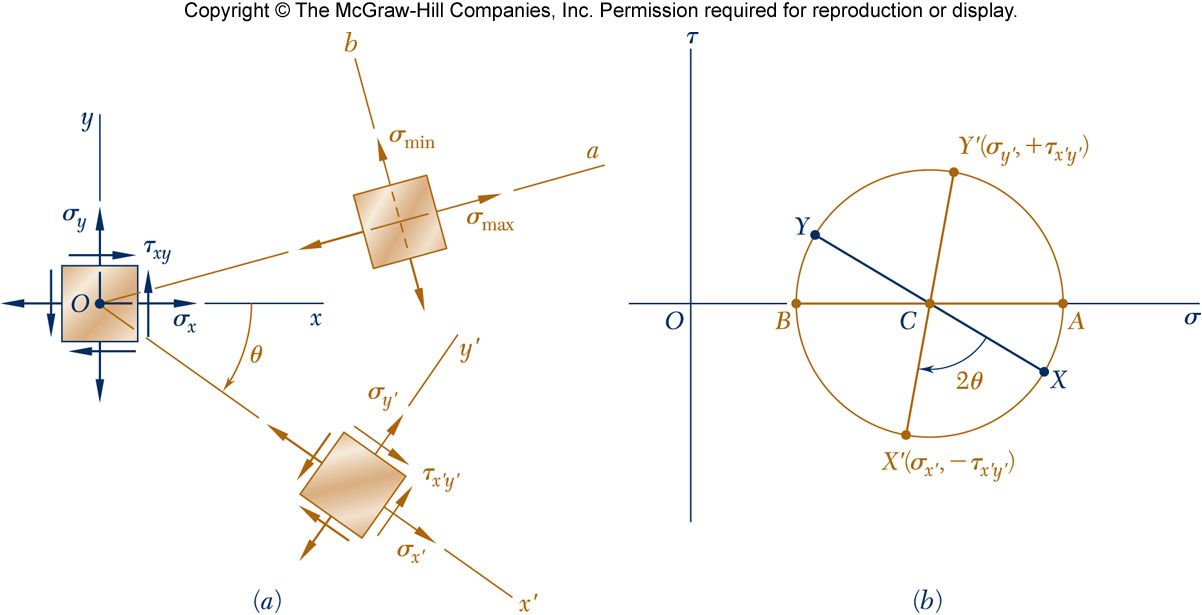 Copyright © The McGraw-Hill Companies, Inc. Permission required for reproduction or display.
b
y
σmin
a
σy
σmax
τxy
O
σx
x
θ
y′
σy′
τx′y′
σx′
x′
(a)
τ
Y′(σy′, +τx′y′)
Y
O
B
C
A
σ
2θ
X
X′(σx′, −τx′y′)
(b)